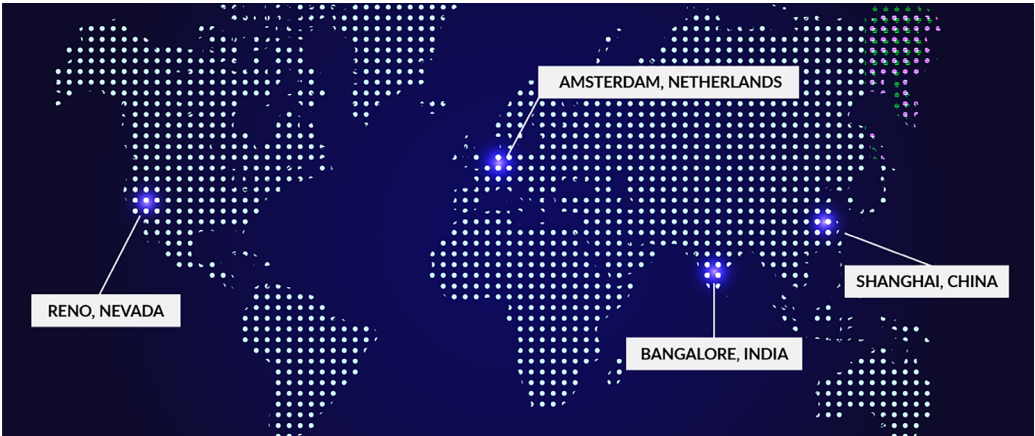 AMSTERDAM, NETHERLANDS
RENO, NEVADA
SHANGHAI, CHINA
BANGALORE, INDIA